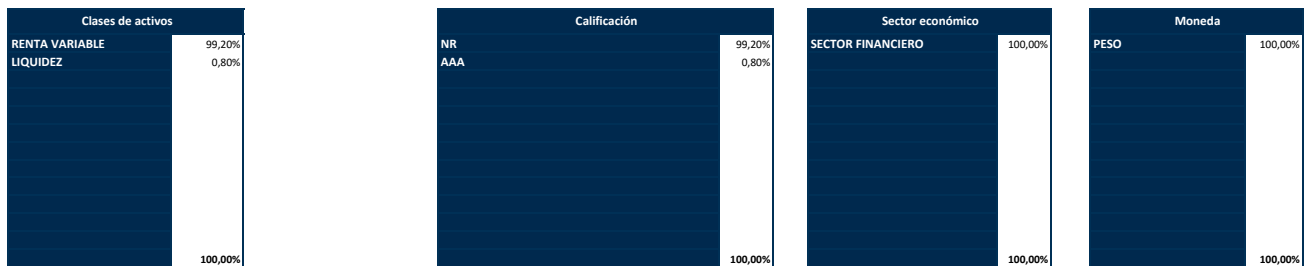 Clases de activos
RENTA VARIABLE 99,20%
LIQUIDEZ 0,80%
100,00%
Calificación
NR 99,20%
AAA 0,80%
100,00%
Sector económico
SECTOR FINANCIERO 100,00%
100,00%
Moneda
PESO 100,00%
100,00%